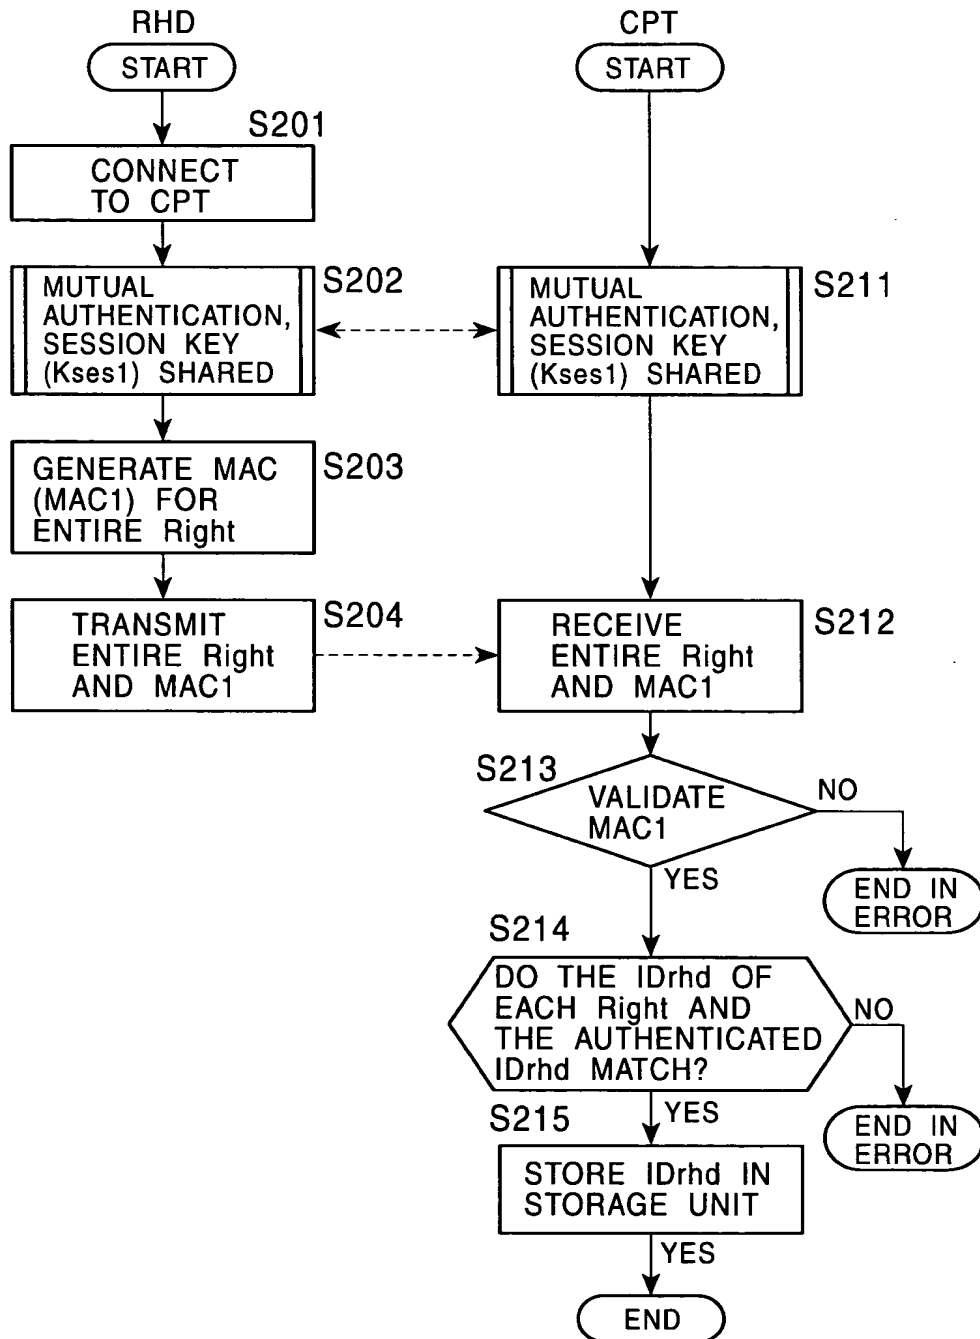 RHD
START
S201
CONNECT
TO CPT
S202
MUTUAL
AUTHENTICATION,
SESSION KEY
(Kses1) SHARED
S203
GENERATE MAC
(MAC1) FOR
ENTIRE Right
S204
TRANSMIT
ENTIRE Right
AND MAC1
CPT
START
S211
MUTUAL
AUTHENTICATION,
SESSION KEY
(Kses1) SHARED
S212
RECEIVE
ENTIRE Right
AND MAC1
S213
VALIDATE
MAC1
NO
END IN
ERROR
YES
S214
DO THE IDrhd OF
EACH Right AND
THE AUTHENTICATED
IDrhd MATCH?
NO
END IN
ERROR
YES
S215
STORE IDrhd IN
STORAGE UNIT
YES
END